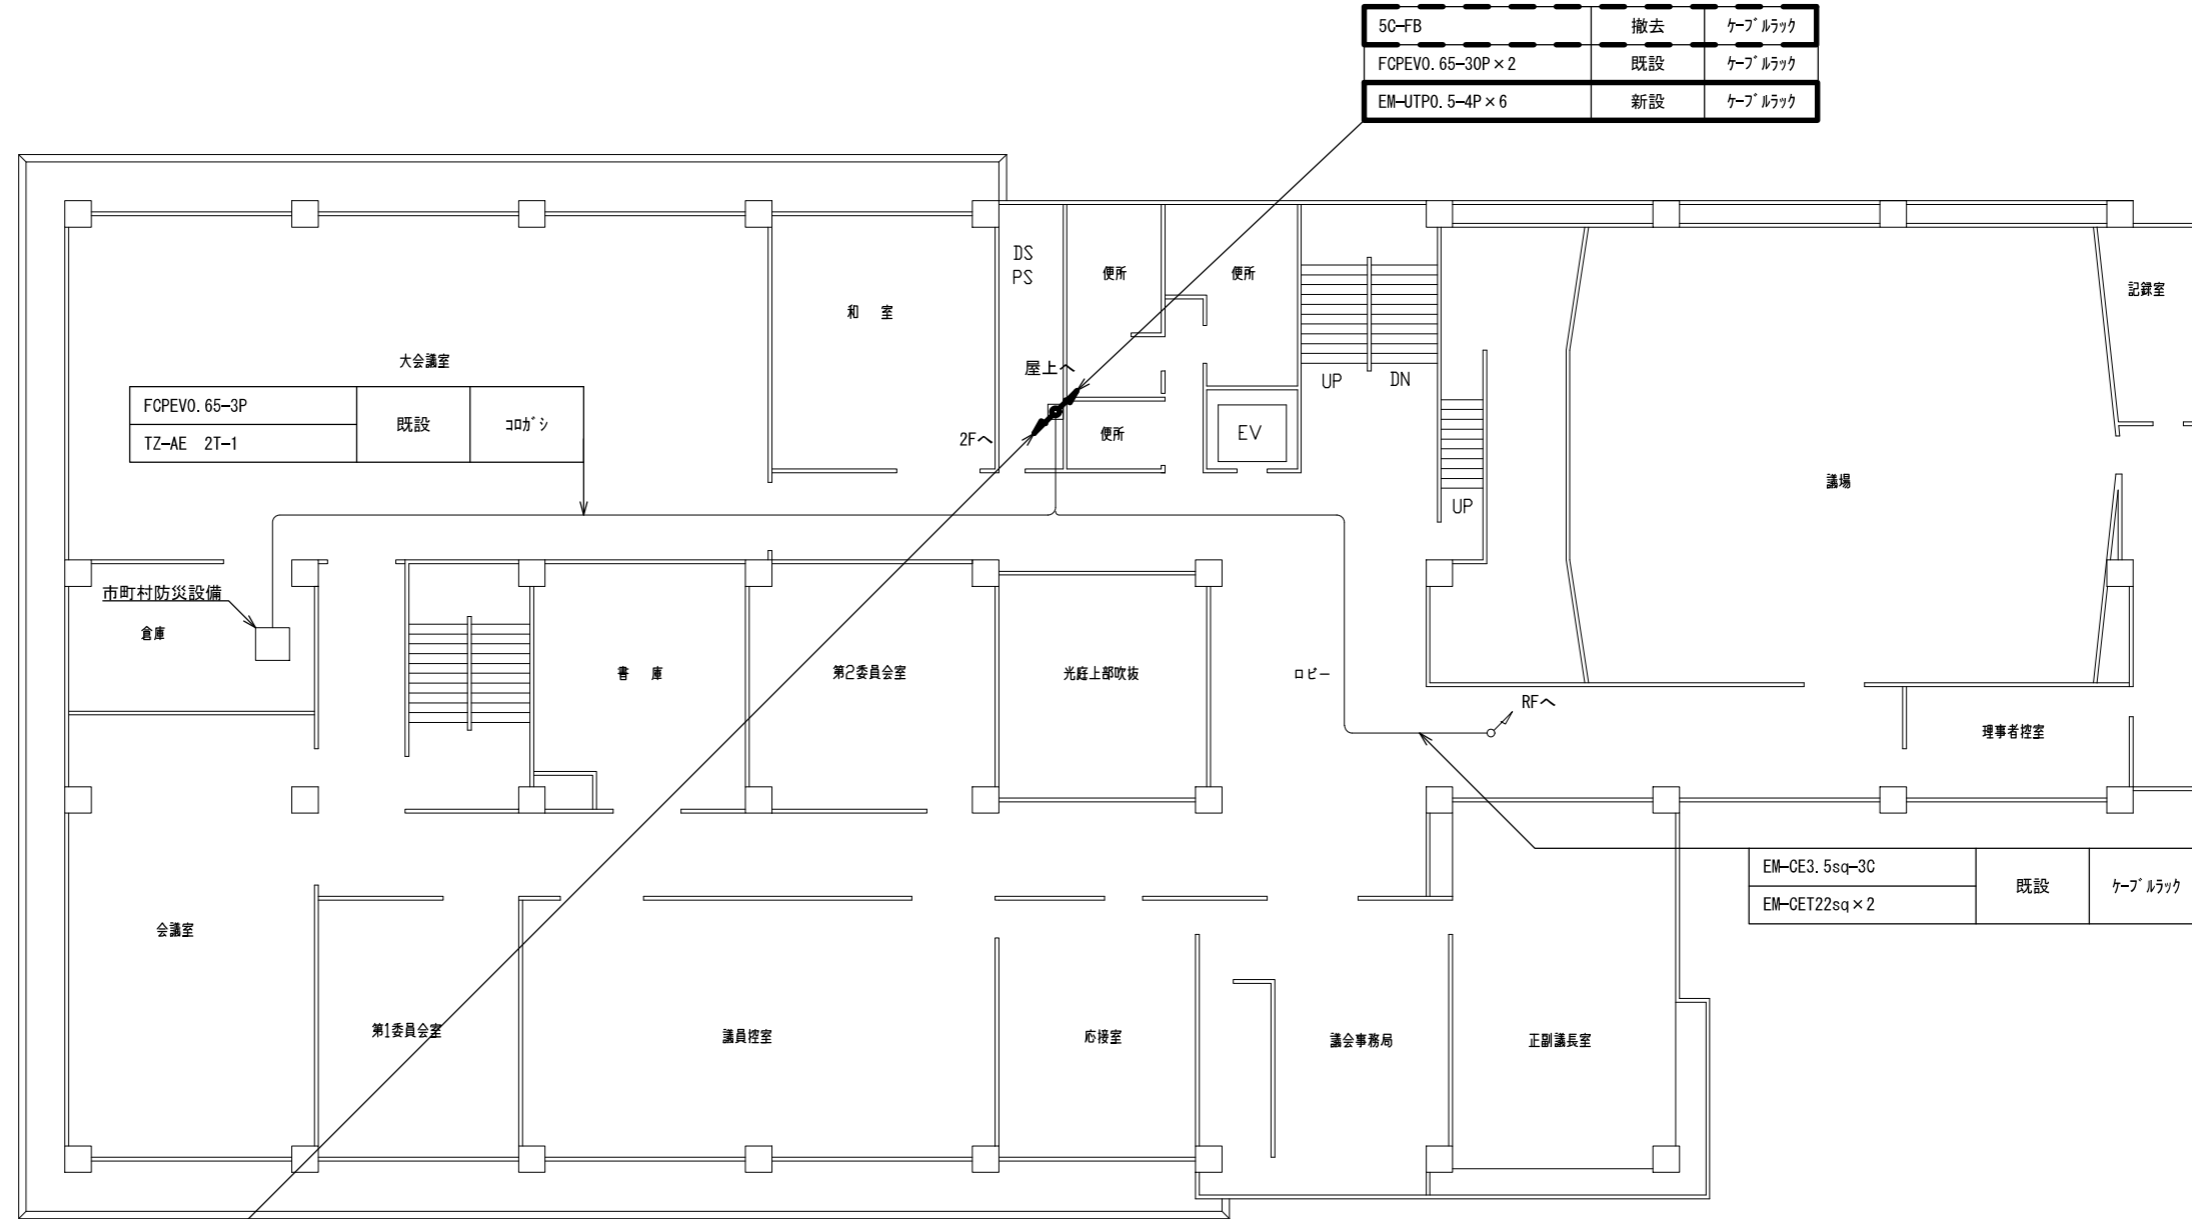 5C-FB 撤去 ケーブルラック
FCPEV0.65-30P×2 既設 ケーブルラック
EM-UTP0.5-4P×6 新設 ケーブルラック
DS
PS
便所
便所
記録室
和 室
大会議室
屋上へ
UP
DN
FCPEV0.65-3P
既設
コロガシ
TZ-AE 2T-1
2Fへ
便所
EV
議場
UP
市町村防災設備
倉庫
書 庫
第2委員会室
光庭上部吹抜
ロビー
RFへ
理事者控室
EM-CE3.5sq-3C
既設
ケーブルラック
EM-CET22sq×2
会議室
第1委員会室
議員控室
応接室
議会事務局
正副議長室